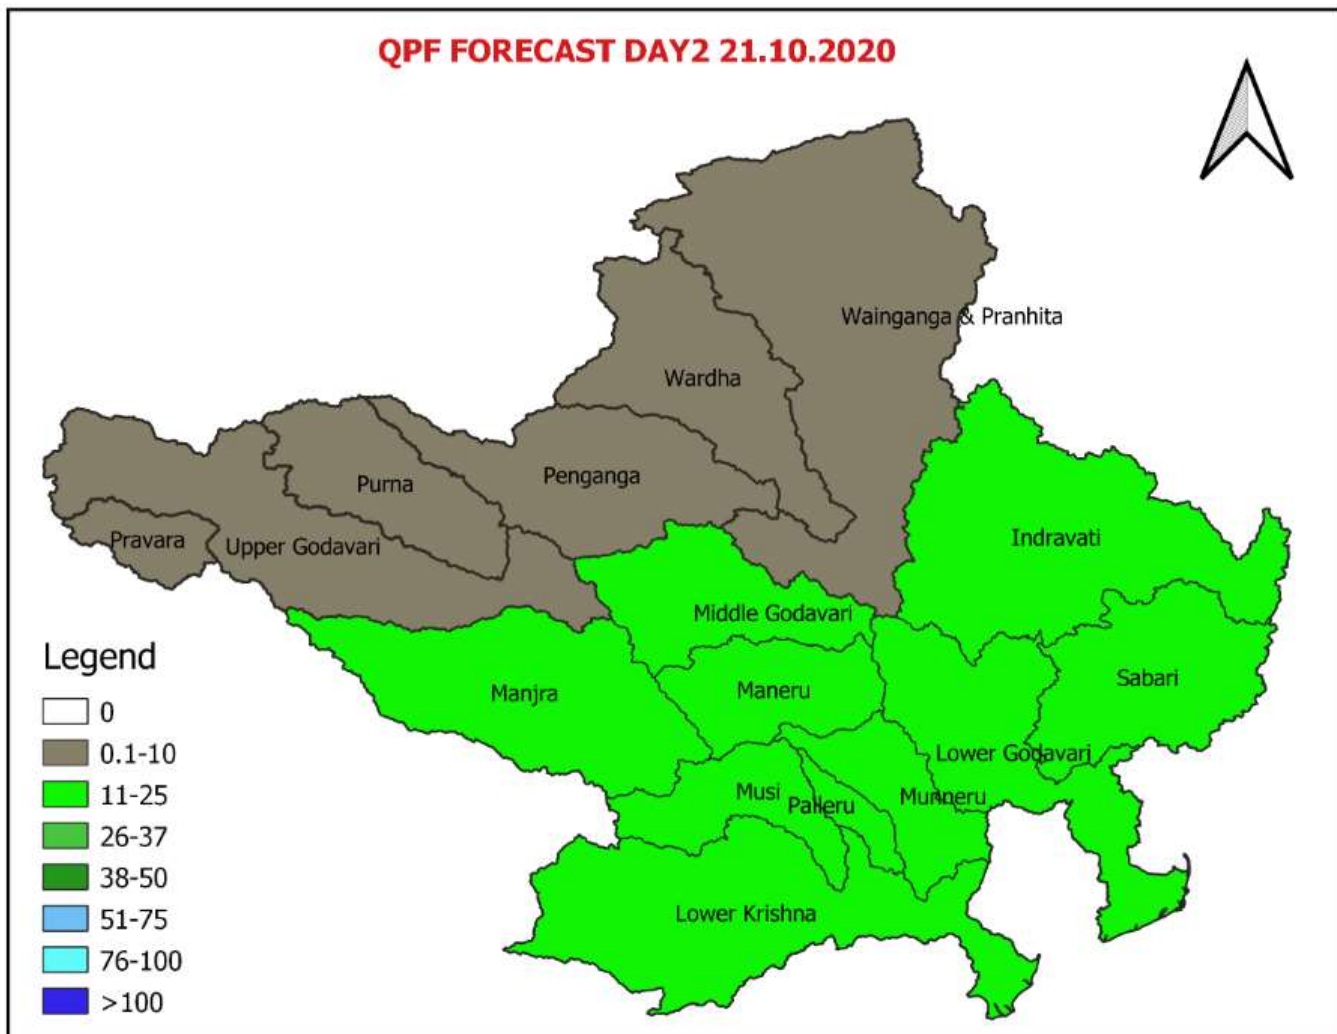 QPF FORECAST DAY2 21.10.2020
Wainganga & Pranhita
Wardha
Penganga
Purna
Pravara
Upper Godavari
Indravati
Middle Godavari
Manjra
Maneru
Sabari
Lower Godavari
Musi
Palleru
Munneru
Lower Krishna
Legend
0
0.1-10
11-25
26-37
38-50
51-75
76-100
>100